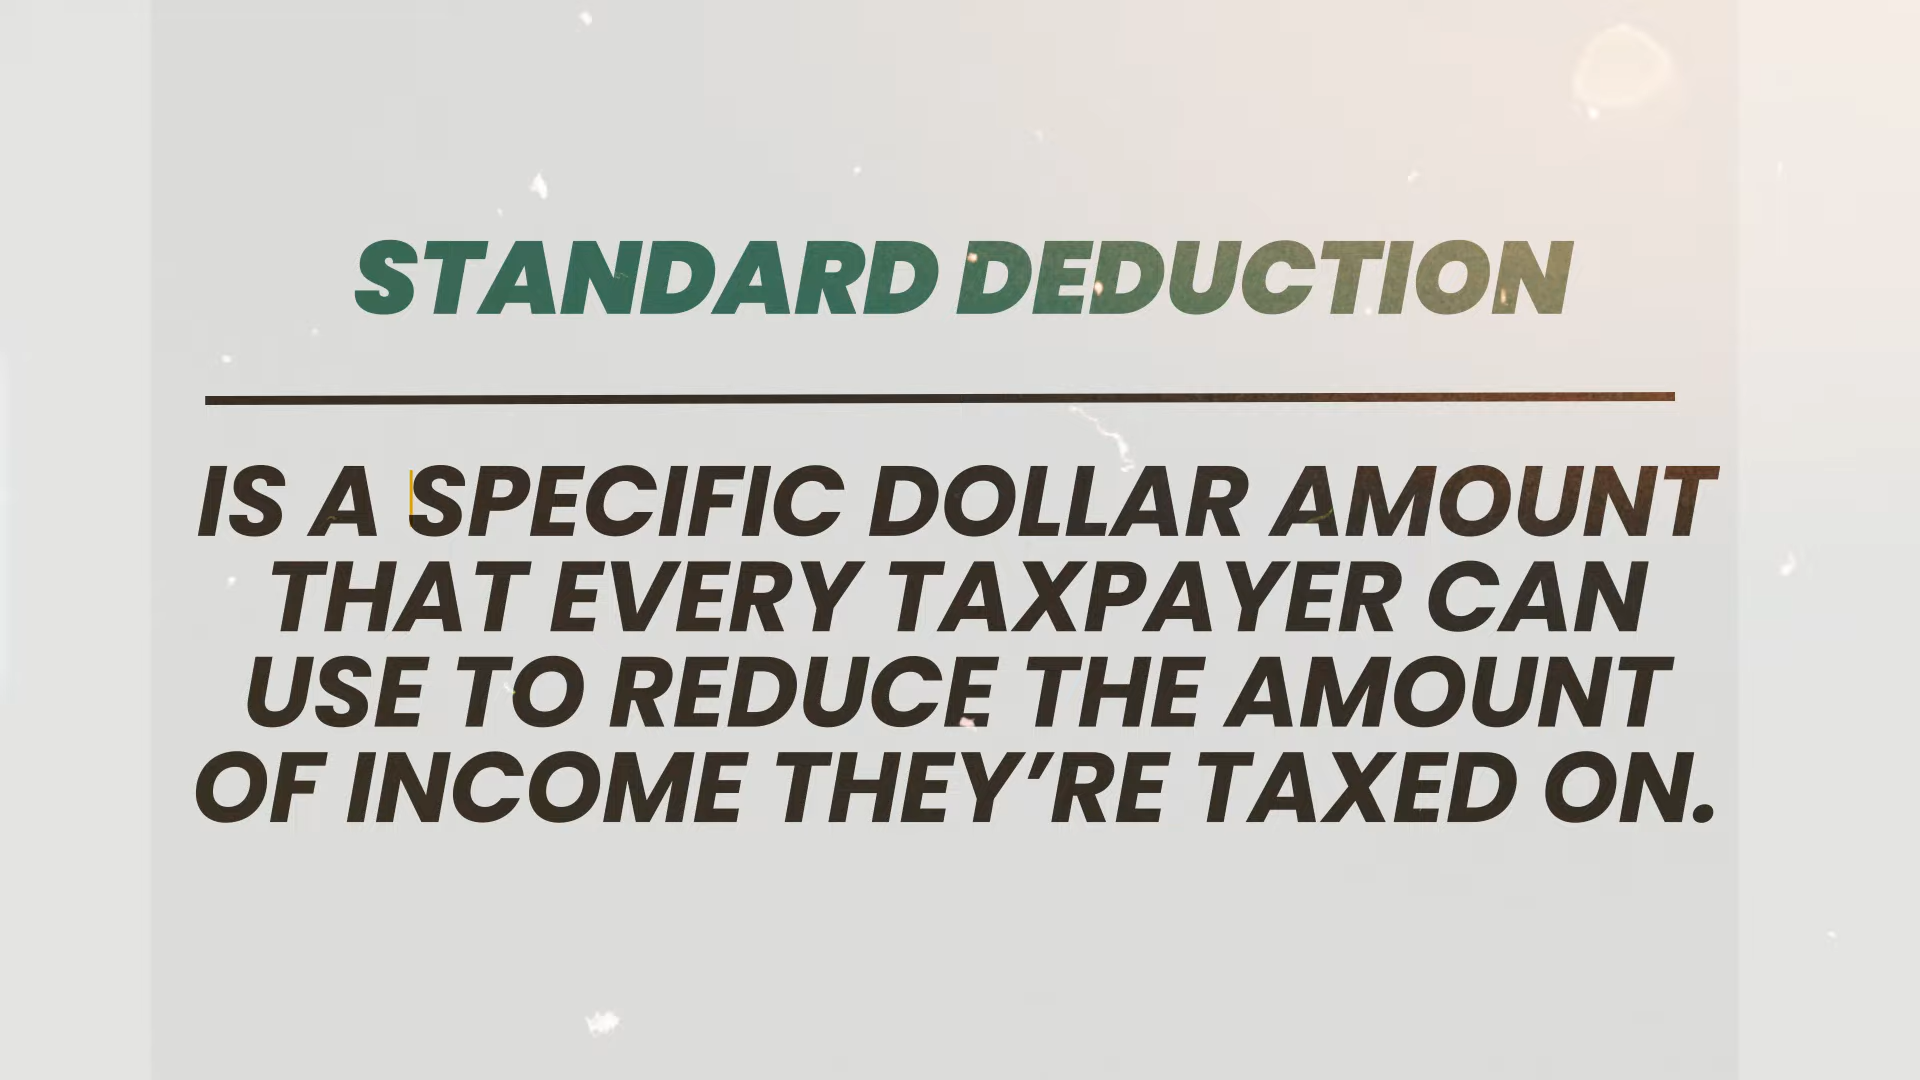 STANDARD DEDUCTION
IS A SPECIFIC DOLLAR AMOUNT
THAT EVERY TAXPAYER CAN
USE TO REDUCE THE AMOUNT
OF INCOME THEY’RE TAXED ON.